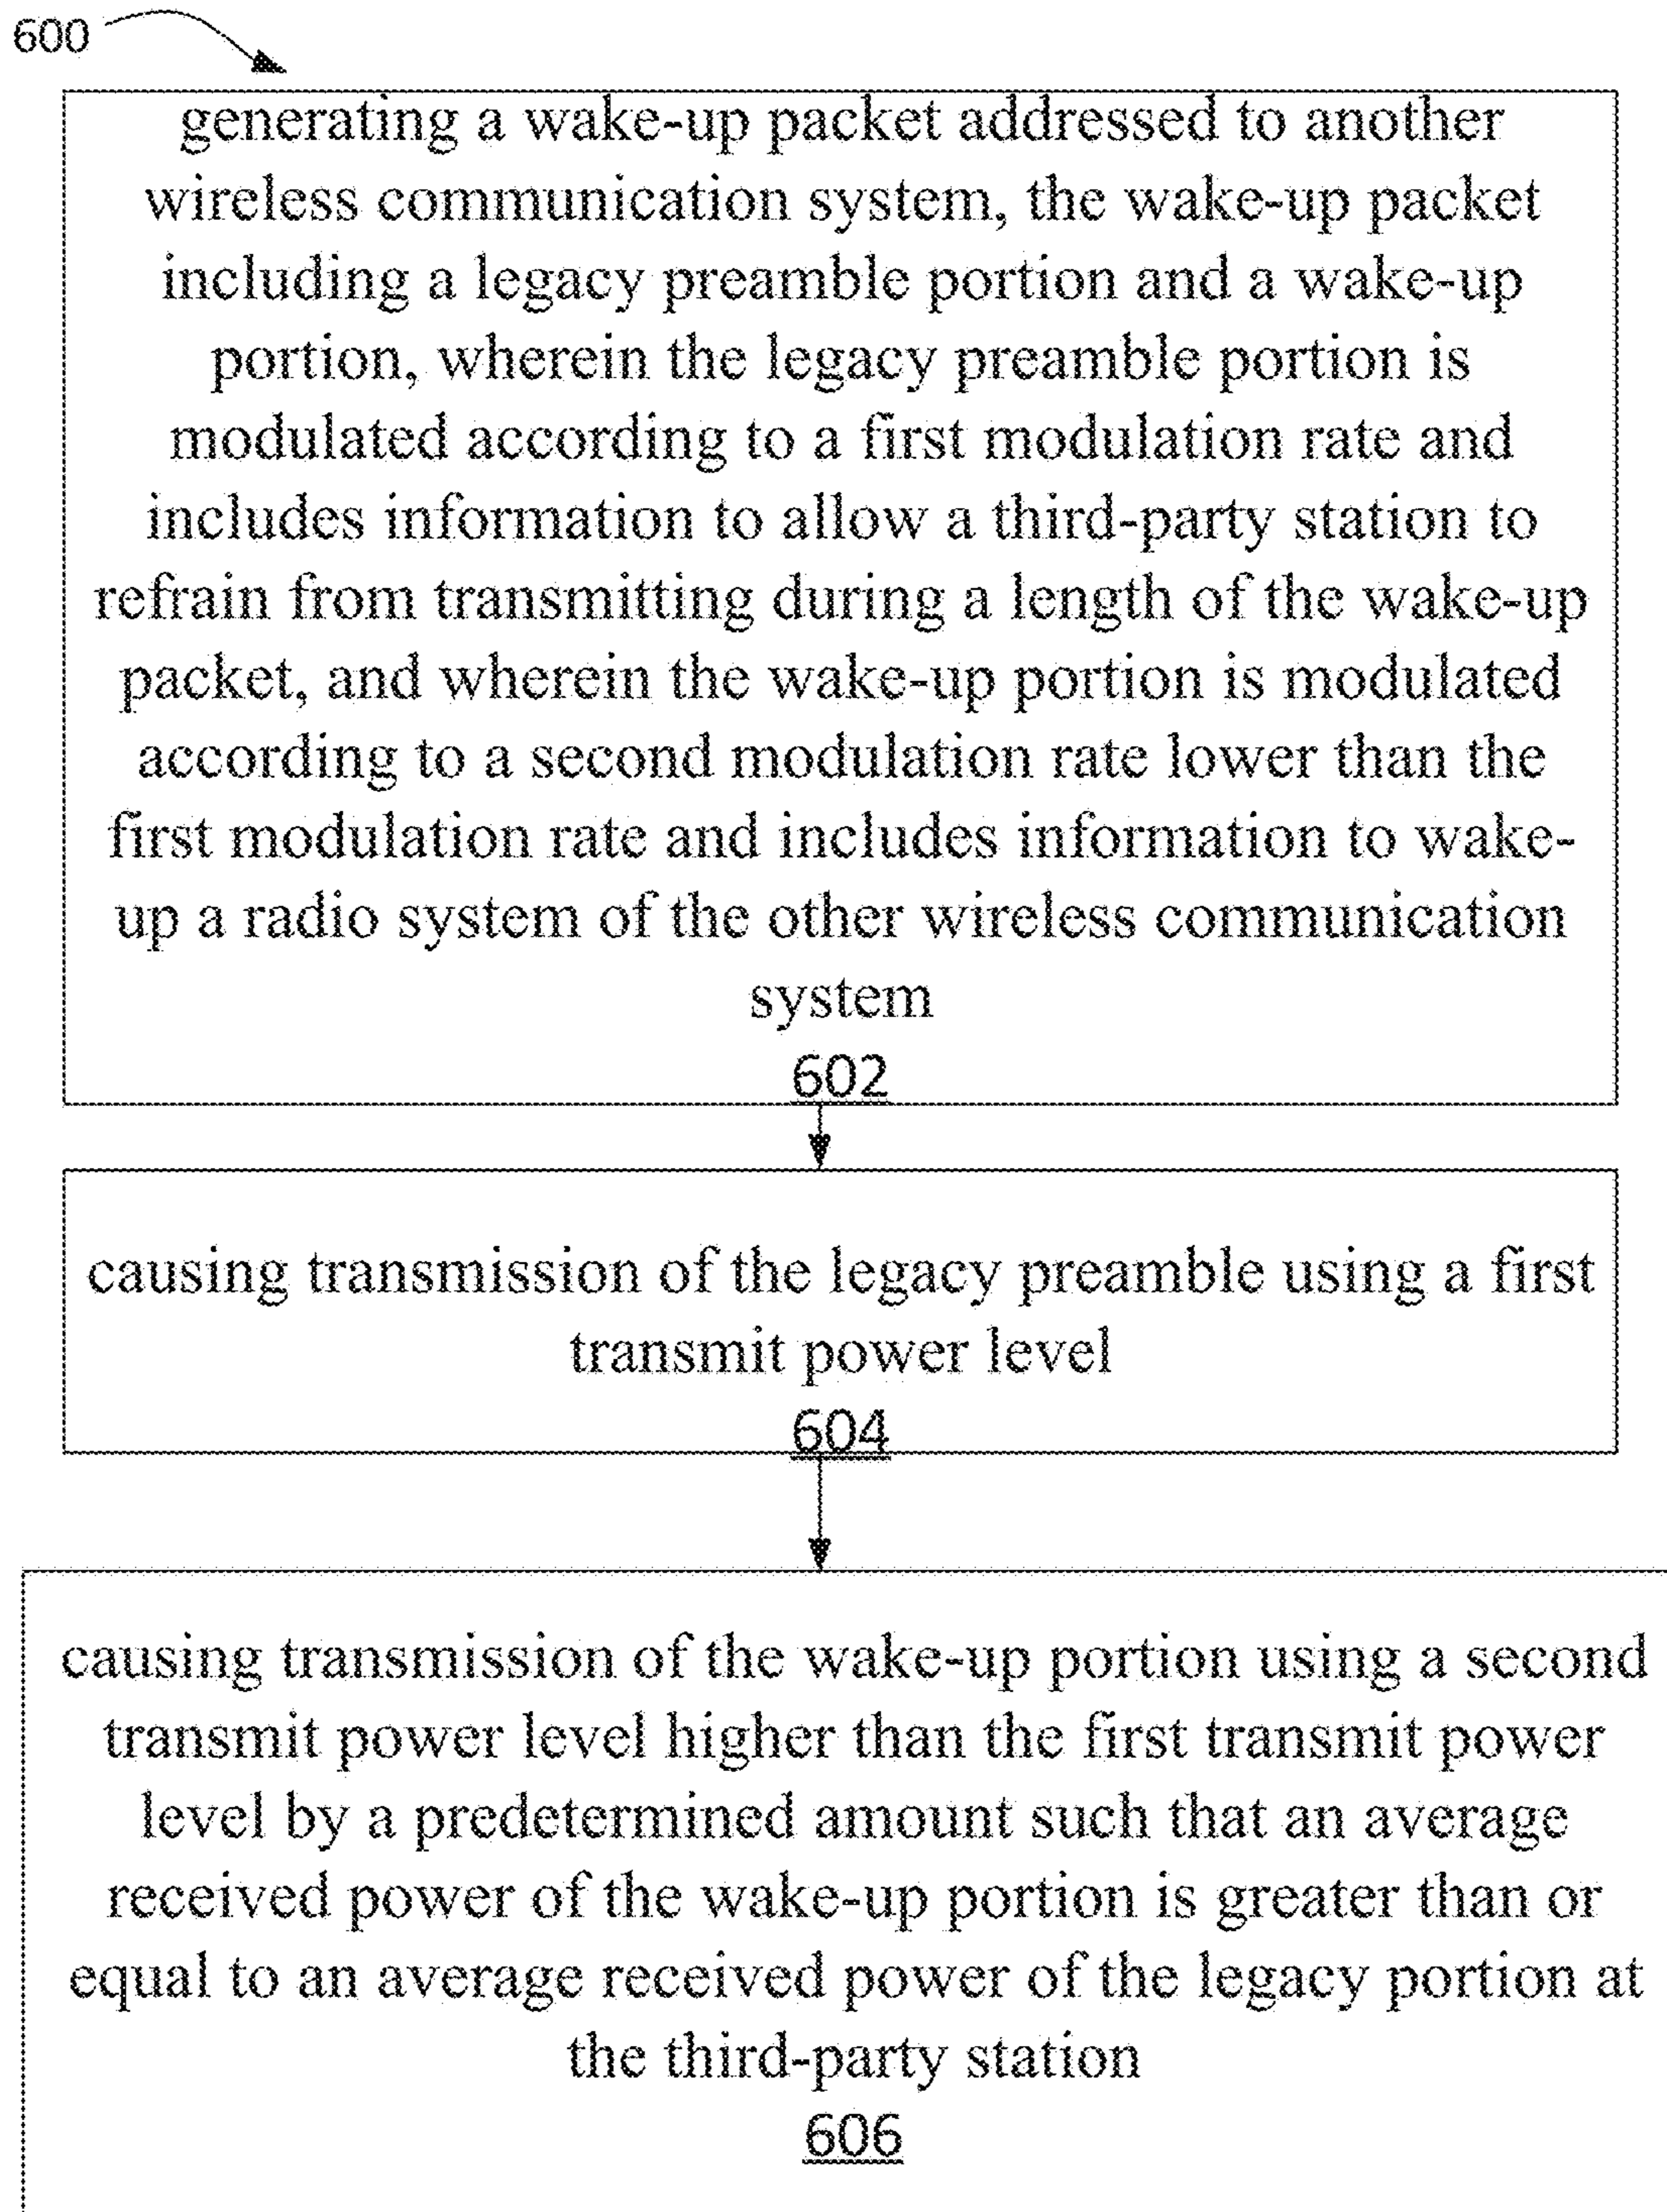 600
generating a wake-up packet addressed to another
wireless communication system, the wake-up packet
including a legacy preamble portion and a wake-up
portion, wherein the legacy preamble portion is
modulated according to a first modulation rate and
includes information to allow a third-party station to
refrain from transmitting during a length of the wake-up
packet, and wherein the wake-up portion is modulated
according to a second modulation rate lower than the
first modulation rate and includes information to wake-
up a radio system of the other wireless communication
system
602
causing transmission of the legacy preamble using a first
transmit power level
604
causing transmission of the wake-up portion using a second
transmit power level higher than the first transmit power
level by a predetermined amount such that an average
received power of the wake-up portion is greater than or
equal to an average received power of the legacy portion at
the third-party station
606